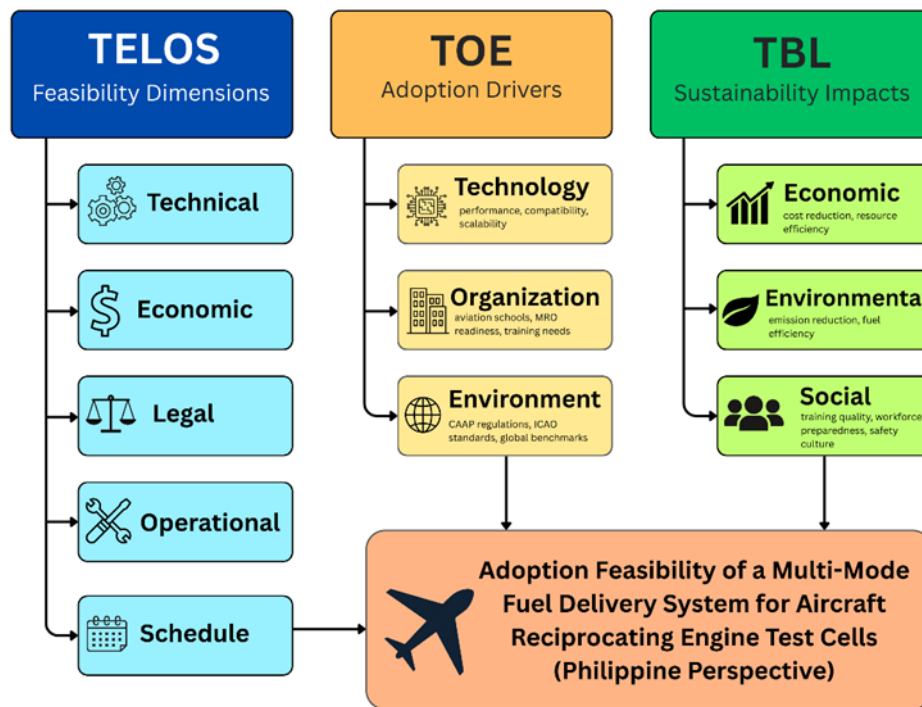 TELOS
Feasibility Dimensions
Technical
Economic
Legal
Operational
Schedule
TOE
Adoption Drivers
Technology
performance, compatibility,
scalability
Organization
aviation schools, MRO
readiness, training needs
Environment
CAAP regulations, ICAO
standards, global benchmarks
TBL
Sustainability Impacts
Economic
cost reduction, resource
efficiency
Environmenta
emission reduction, fuel
efficiency
Social
training quality, workforce
preparedness, safety
culture
Adoption Feasibility of a Multi-Mode
Fuel Delivery System for Aircraft
Reciprocating Engine Test Cells
(Philippine Perspective)